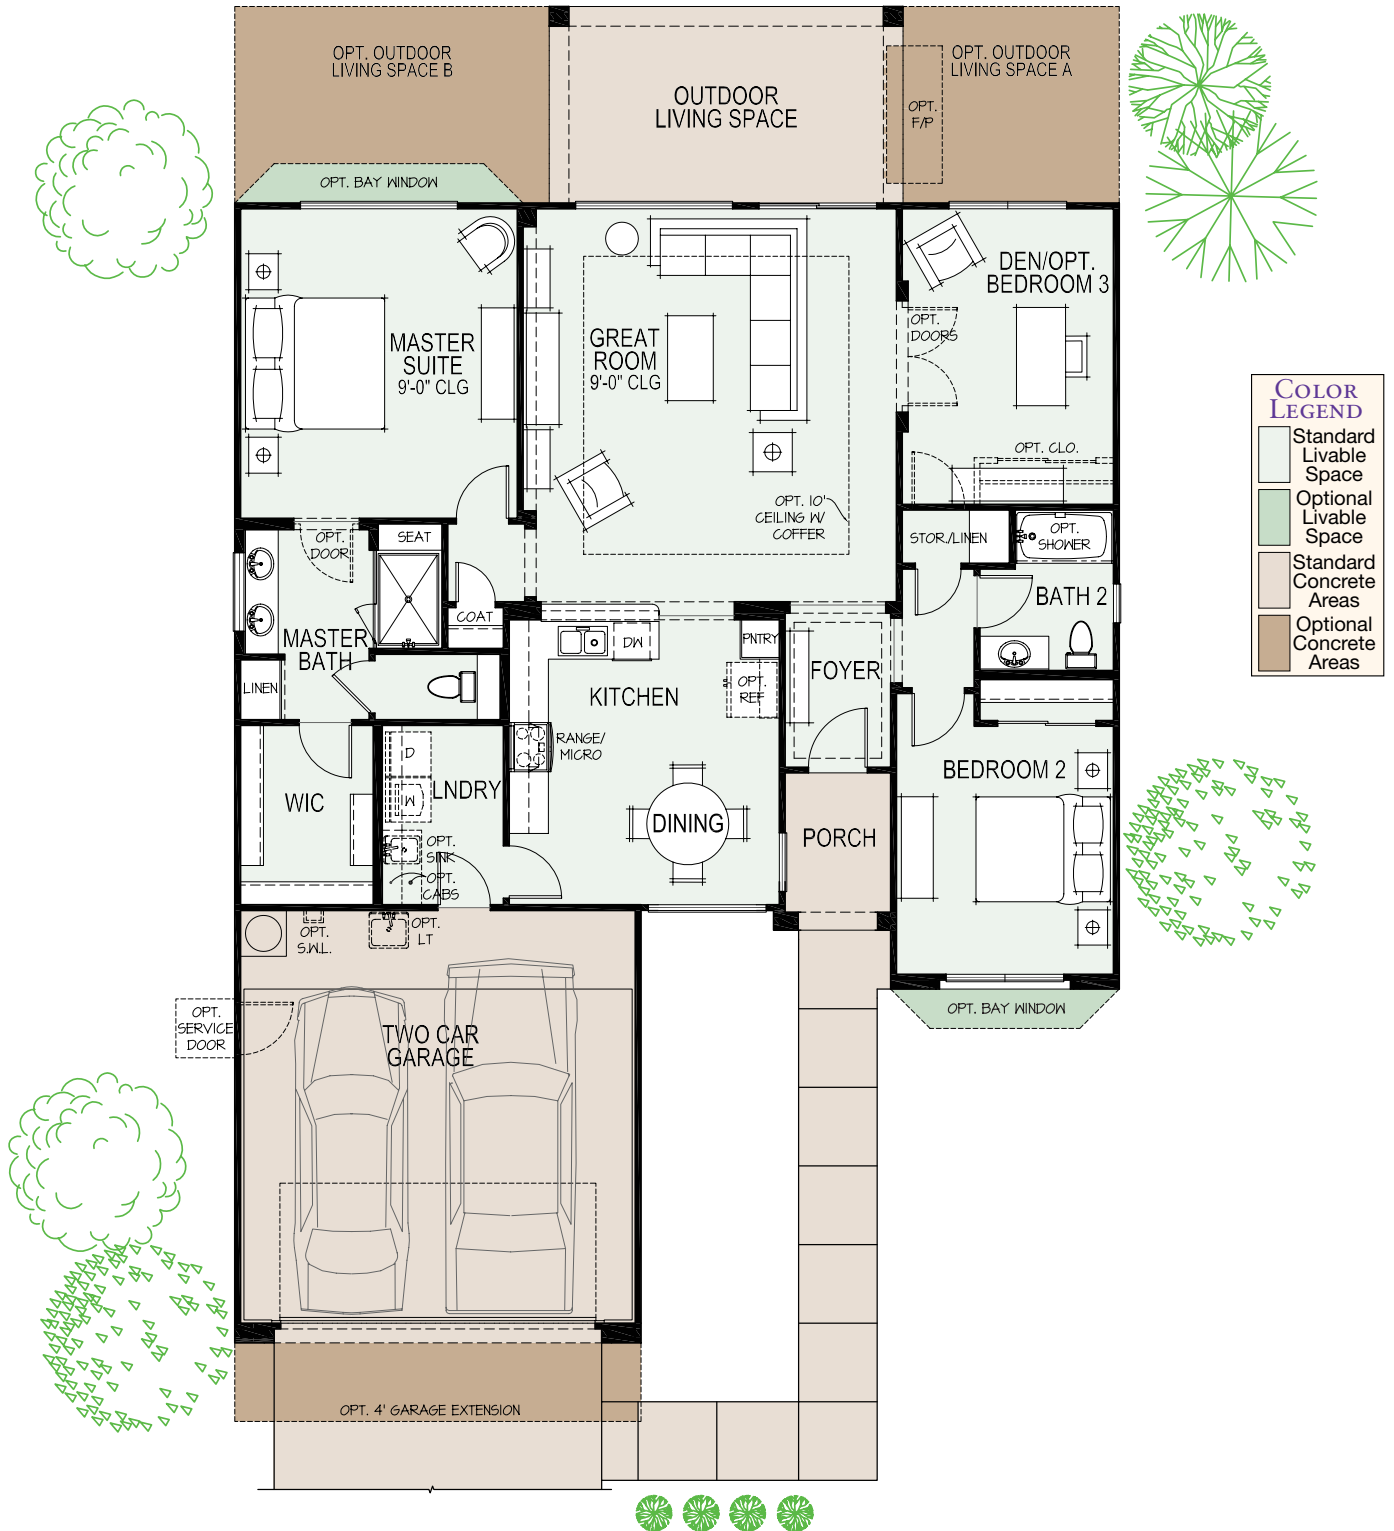 OPT. OUTDOOR
LIVING SPACE B
OUTDOOR
LIVING SPACE
OPT. OUTDOOR
LIVING SPACE A
OPT.
F/P
OPT. BAY WINDOW
MASTER
SUITE
9'-0" CLG
GREAT
ROOM
9'-0" CLG
DEN/OPT.
BEDROOM 3
OPT.
DOORS
OPT. CLO.
OPT. 10'
CEILING W/
COFFER
COLOR
LEGEND
Standard
Livable
Space
Optional
Livable
Space
Standard
Concrete
Areas
Optional
Concrete
Areas
OPT.
DOOR
SEAT
COAT
MASTER
BATH
LINEN
STOR./LINEN
OPT.
SHOWER
BATH 2
DW
PNTRY
OPT.
REF
KITCHEN
FOYER
RANGE/
MICRO
WIC
D
W
LNDRY
OPT.
SINK
OPT.
CABS
DINING
PORCH
BEDROOM 2
OPT.
S.W.L.
OPT.
LT
OPT.
SERVICE
DOOR
TWO CAR
GARAGE
OPT. BAY WINDOW
OPT. 4' GARAGE EXTENSION